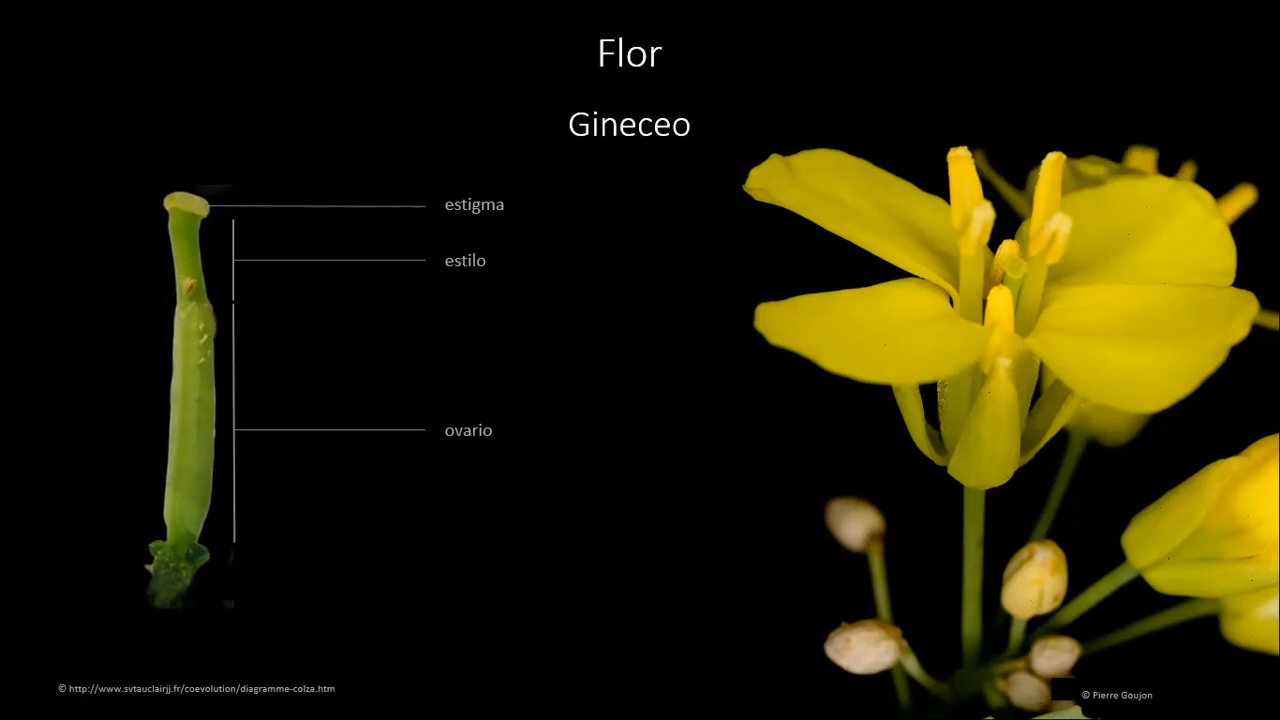 Flor
Gineceo
estigma
estilo
ovario
© http://www.svtauclairjj.fr/coevolution/diagramme-colza.htm
© Pierre Goujon